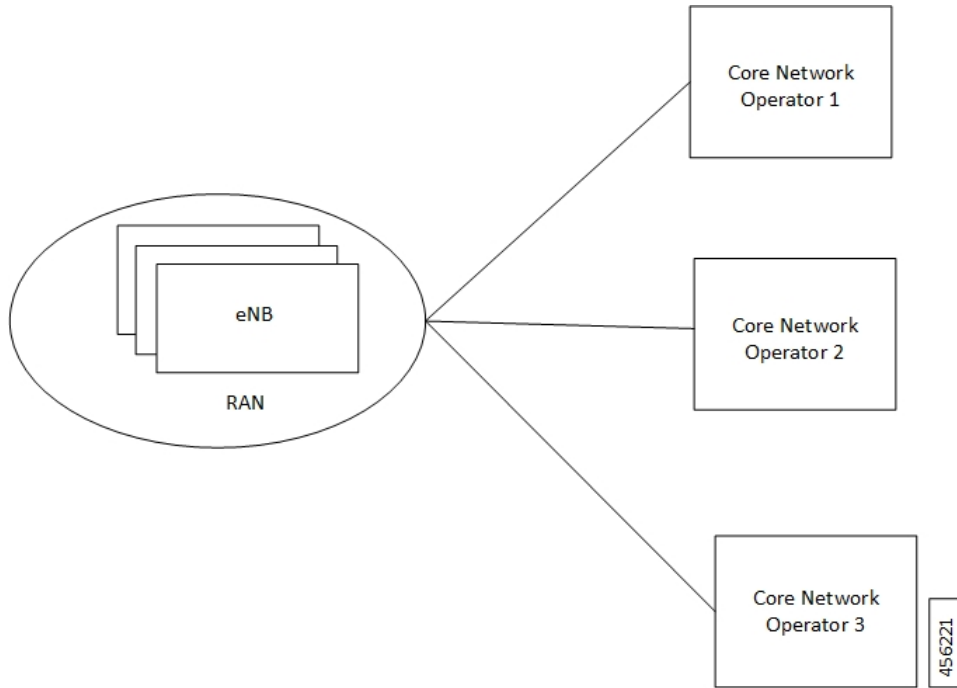 Core Network
Operator 1
eNB
RAN
Core Network
Operator 2
Core Network
Operator 3
456221